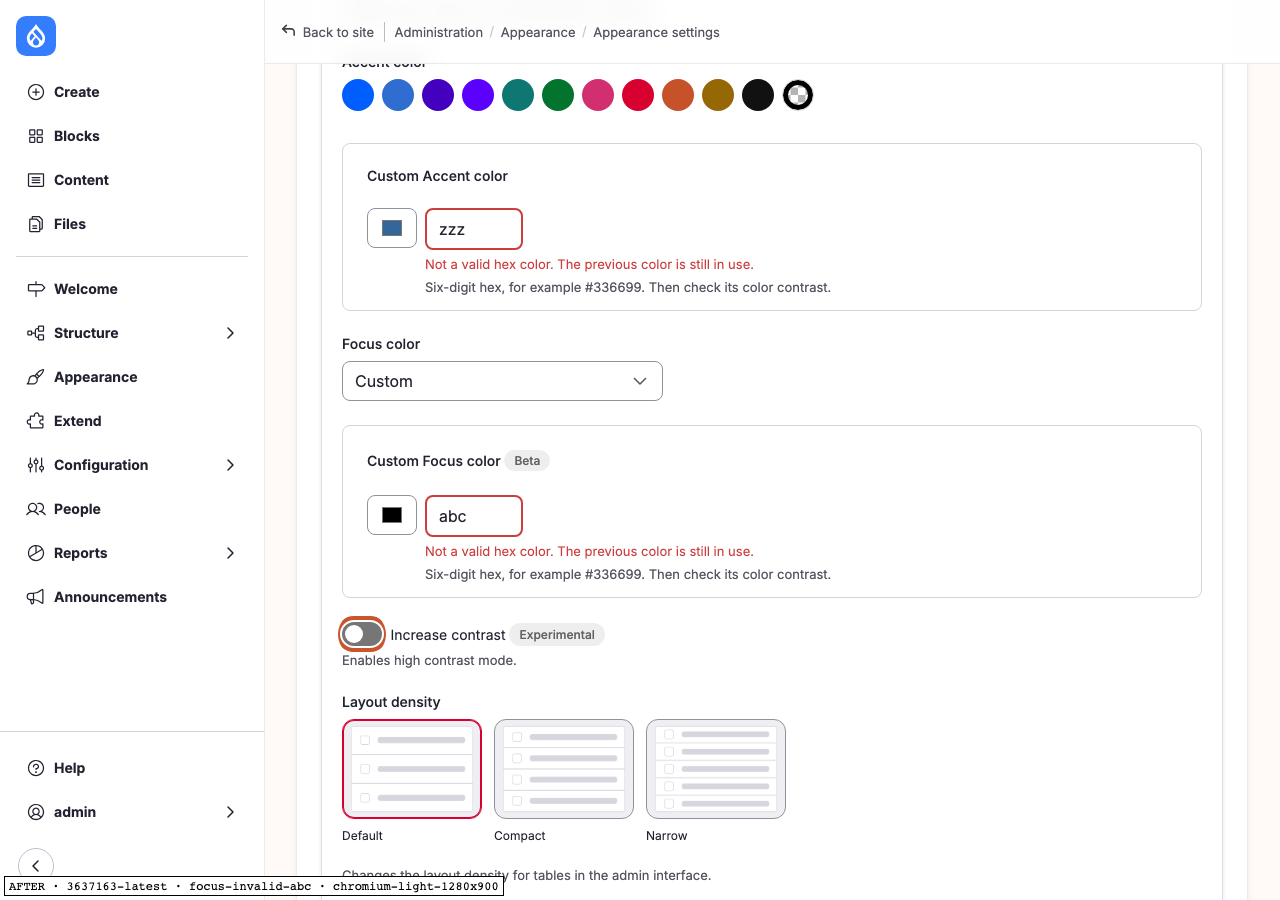 Back to site
Administration / Appearance / Appearance settings
Accent color
Create
Blocks
Content
Files
Welcome
Structure
Appearance
Extend
Configuration
People
Reports
Announcements
Help
admin
Custom Accent color
zzz
Not a valid hex color. The previous color is still in use.
Six-digit hex, for example #336699. Then check its color contrast.
Focus color
Custom
Custom Focus color Beta
abc
Not a valid hex color. The previous color is still in use.
Six-digit hex, for example #336699. Then check its color contrast.
Increase contrast Experimental
Enables high contrast mode.
Layout density
Default
Compact
Narrow
Changes the layout density for tables in the admin interface.
AFTER · 3637163-latest · focus-invalid-abc · chromium-light-1280x900